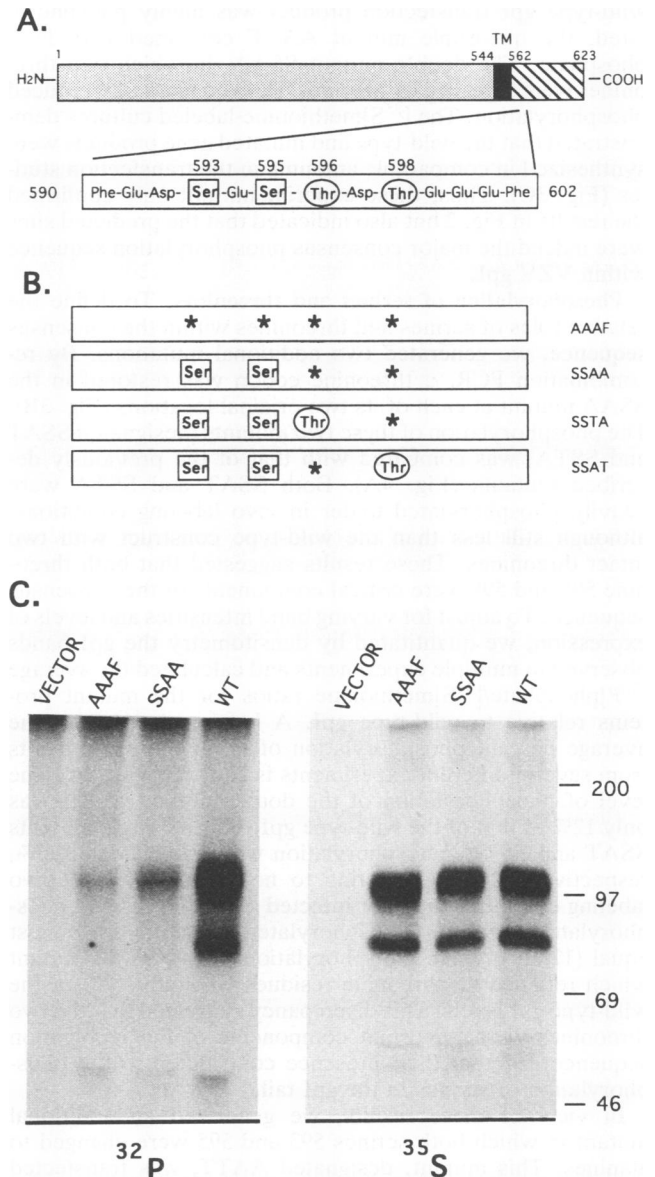 A.
TM
1 544 562 623
H₂N– –COOH
593 595 596 598
590 Phe-Glu-Asp- Ser -Glu- Ser - Thr -Asp- Thr -Glu-Glu-Glu-Phe 602
B.
* * * * AAAF
Ser Ser * * SSAA
Ser Ser Thr * SSTA
Ser Ser * Thr SSAT
C.
VECTOR AAAF SSAA WT VECTOR AAAF SSAA WT
200
97
69
46
³²P ³⁵S